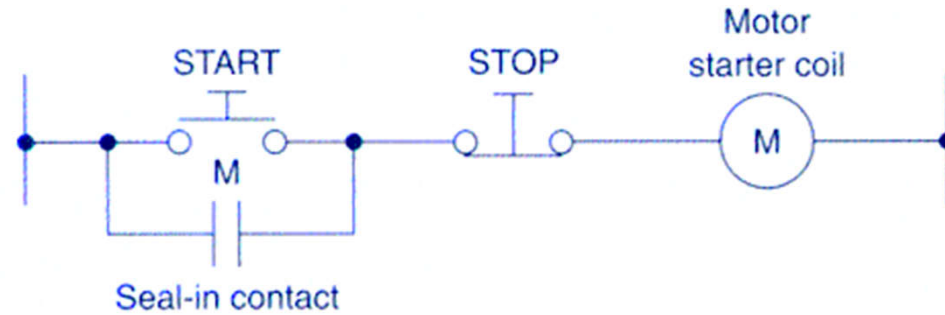 Motor
START
STOP
starter coil
M
M
Seal-in contact